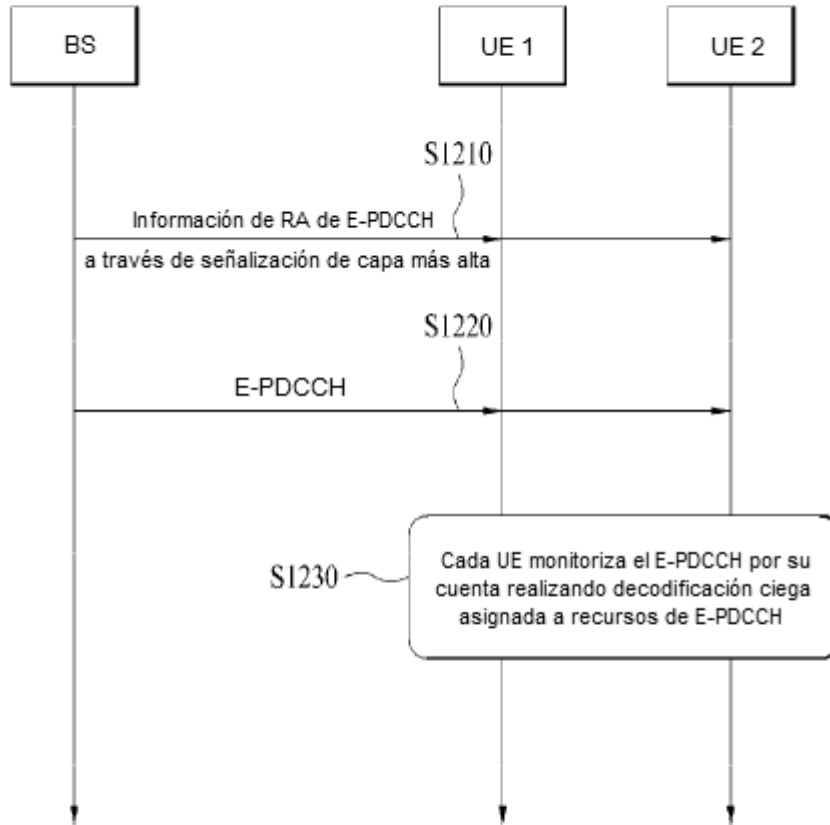 BS
UE 1
UE 2
S1210
Información de RA de E-PDCCH
a través de señalización de capa más alta
S1220
E-PDCCH
S1230
Cada UE monitoriza el E-PDCCH por su
cuenta realizando decodificación ciega
asignada a recursos de E-PDCCH